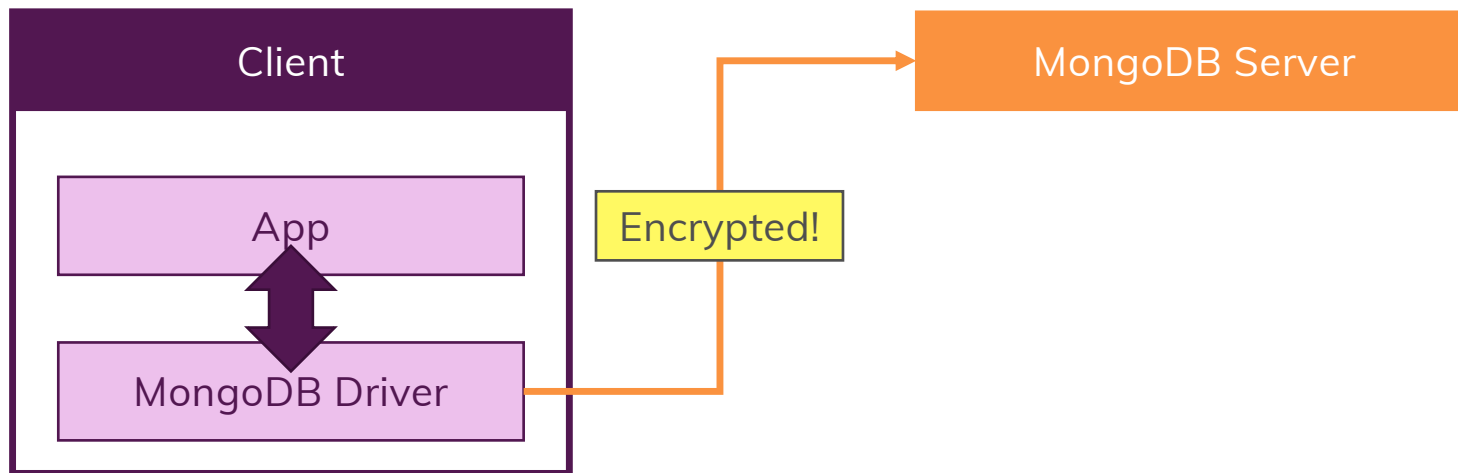 Client
MongoDB Server
App
Encrypted!
MongoDB Driver